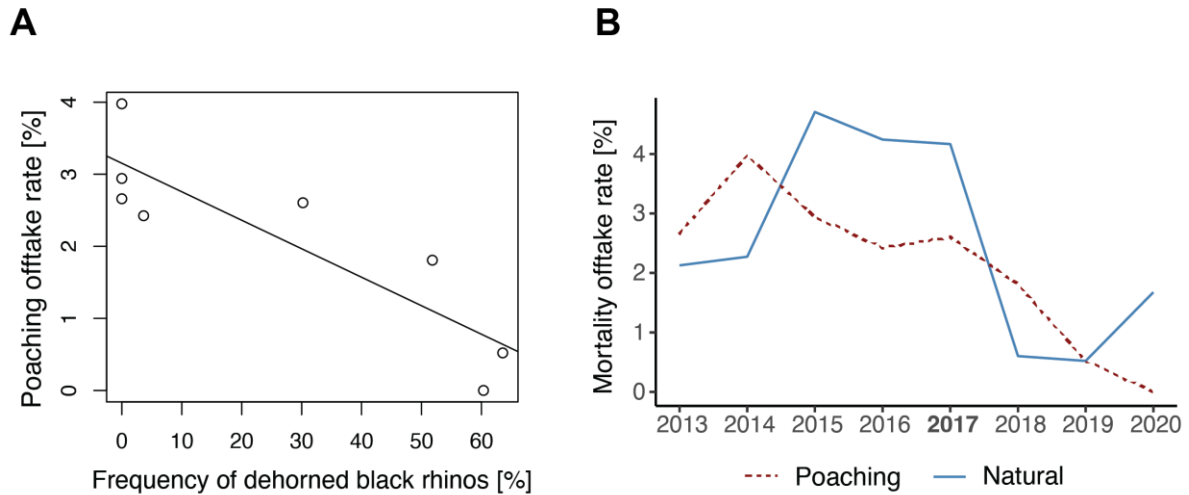 A
Poaching offtake rate [%]
4
3
2
1
0
0 10 20 30 40 50 60
Frequency of dehorned black rhinos [%]
B
Mortality offtake rate [%]
4
3
2
1
0
2013 2014 2015 2016 2017 2018 2019 2020
Poaching Natural